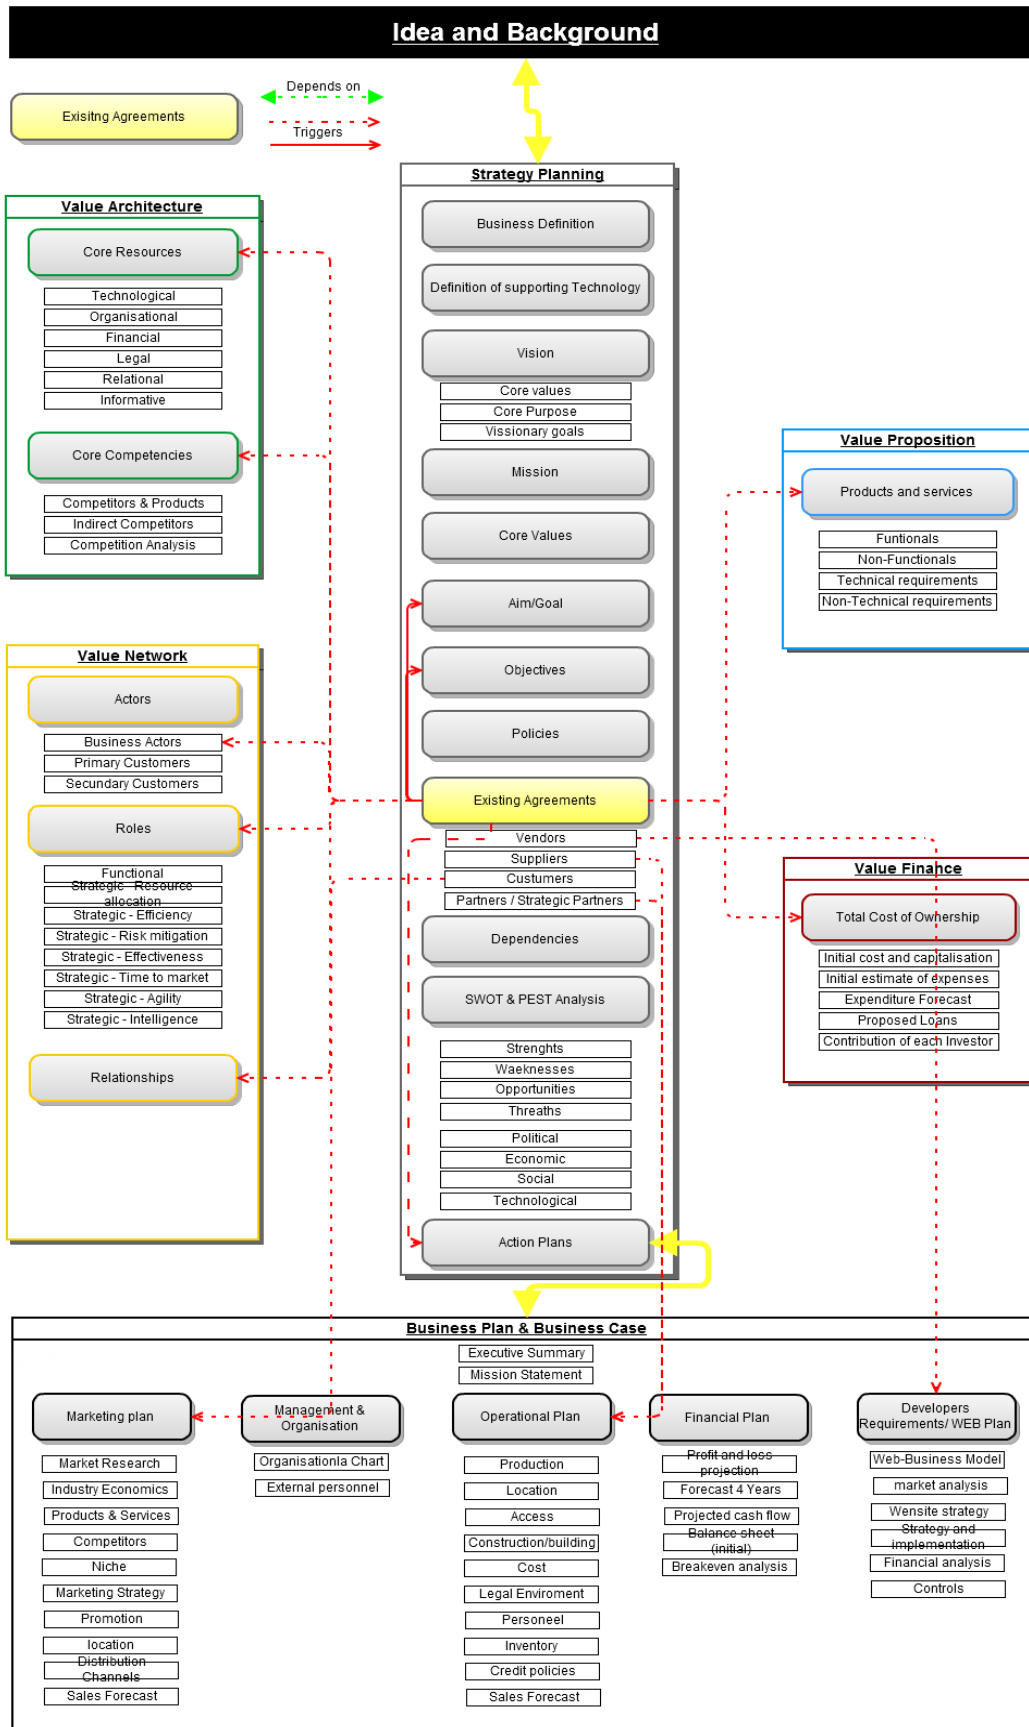 Idea and Background
Exisitng Agreements
Depends on
Triggers
Strategy Planning
Business Definition
Definition of supporting Technology
Vision
Core values
Core Purpose
Vissionary goals
Mission
Core Values
Aim/Goal
Objectives
Policies
Existing Agreements
Vendors
Suppliers
Custumers
Partners / Strategic Partners
Dependencies
SWOT & PEST Analysis
Strenghts
Waeknesses
Opportunities
Threaths
Political
Economic
Social
Technological
Action Plans
Value Architecture
Core Resources
Technological
Organisational
Financial
Legal
Relational
Informative
Core Competencies
Competitors & Products
Indirect Competitors
Competition Analysis
Value Network
Actors
Business Actors
Primary Customers
Secundary Customers
Roles
Functional
Strategic - Resource
allocation
Strategic - Efficiency
Strategic - Risk mitigation
Strategic - Effectiveness
Strategic - Time to market
Strategic - Agility
Strategic - Intelligence
Relationships
Value Proposition
Products and services
Funtionals
Non-Functionals
Technical requirements
Non-Technical requirements
Value Finance
Total Cost of Ownership
Initial cost and capitalisation
Initial estimate of expenses
Expenditure Forecast
Proposed Loans
Contribution of each Investor
Business Plan & Business Case
Executive Summary
Mission Statement
Marketing plan
Market Research
Industry Economics
Products & Services
Competitors
Niche
Marketing Strategy
Promotion
location
Distribution
Channels
Sales Forecast
Management &
Organisation
Organisationla Chart
External personnel
Operational Plan
Production
Location
Access
Construction/building
Cost
Legal Enviroment
Personeel
Inventory
Credit policies
Sales Forecast
Financial Plan
Profit and loss
projection
Forecast 4 Years
Projected cash flow
Balance sheet
(initial)
Breakeven analysis
Developers
Requirements/ WEB Plan
Web-Business Model
market analysis
Wensite strategy
Strategy and
implementation
Financial analysis
Controls